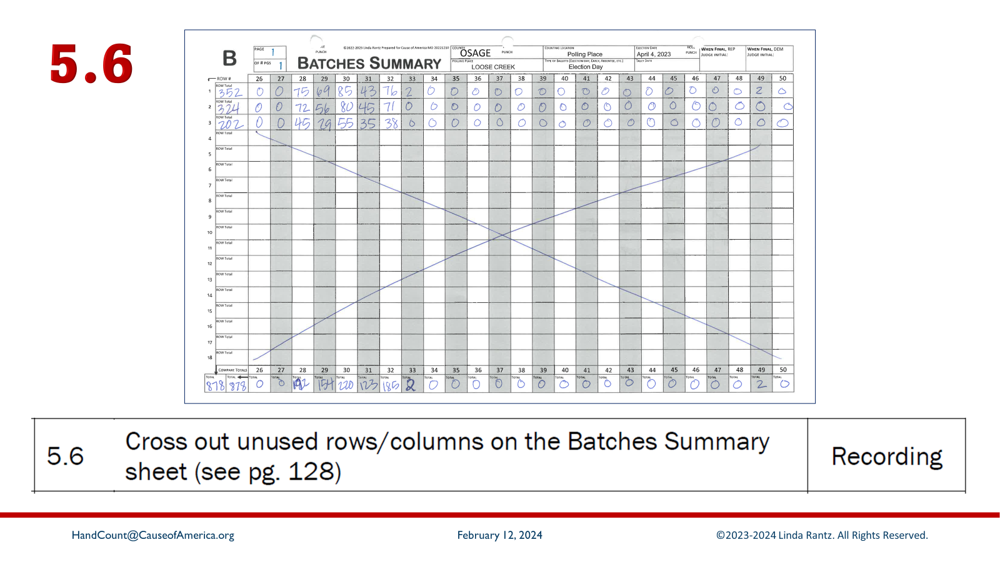 5.6
B
PAGE 1
OF # PGS 1
PUNCH
©2022-2023 Linda Rantz Prepared for Cause of America MO 20221210
BATCHES SUMMARY
COUNTY
OSAGE
PUNCH
POLLING PLACE
LOOSE CREEK
COUNTING LOCATION
Polling Place
TYPE OF BALLOTS (ELECTION DAY, EARLY, ABSENTEE, ETC.)
Election Day
ELECTION DATE
April 4, 2023
TALLY DATE
PUNCH
WHEN FINAL, REP
JUDGE INITIAL:
WHEN FINAL, DEM
JUDGE INITIAL:
ROW # 26 27 28 29 30 31 32 33 34 35 36 37 38 39 40 41 42 43 44 45 46 47 48 49 50
1 ROW Total 352 0 0 75 69 85 43 76 2 0 0 0 0 0 0 0 0 0 0 0 0 0 0 0 2 0
2 ROW Total 324 0 0 72 56 80 45 71 0 0 0 0 0 0 0 0 0 0 0 0 0 0 0 0 0 0
3 ROW Total 202 0 0 45 29 55 35 38 0 0 0 0 0 0 0 0 0 0 0 0 0 0 0 0 0 0
4 ROW Total
5 ROW Total
6 ROW Total
7 ROW Total
8 ROW Total
9 ROW Total
10 ROW Total
11 ROW Total
12 ROW Total
13 ROW Total
14 ROW Total
15 ROW Total
16 ROW Total
17 ROW Total
18 ROW Total
COMPARE TOTALS 26 27 28 29 30 31 32 33 34 35 36 37 38 39 40 41 42 43 44 45 46 47 48 49 50
TOTAL TOTAL TOTAL TOTAL TOTAL TOTAL TOTAL TOTAL TOTAL TOTAL TOTAL TOTAL TOTAL TOTAL TOTAL TOTAL TOTAL TOTAL TOTAL TOTAL TOTAL TOTAL TOTAL TOTAL TOTAL TOTAL TOTAL
878 878 0 0 192 154 220 123 185 2 0 0 0 0 0 0 0 0 0 0 0 0 0 0 0 2 0
5.6 Cross out unused rows/columns on the Batches Summary
sheet (see pg. 128)
Recording
HandCount@CauseofAmerica.org
February 12, 2024
©2023-2024 Linda Rantz. All Rights Reserved.